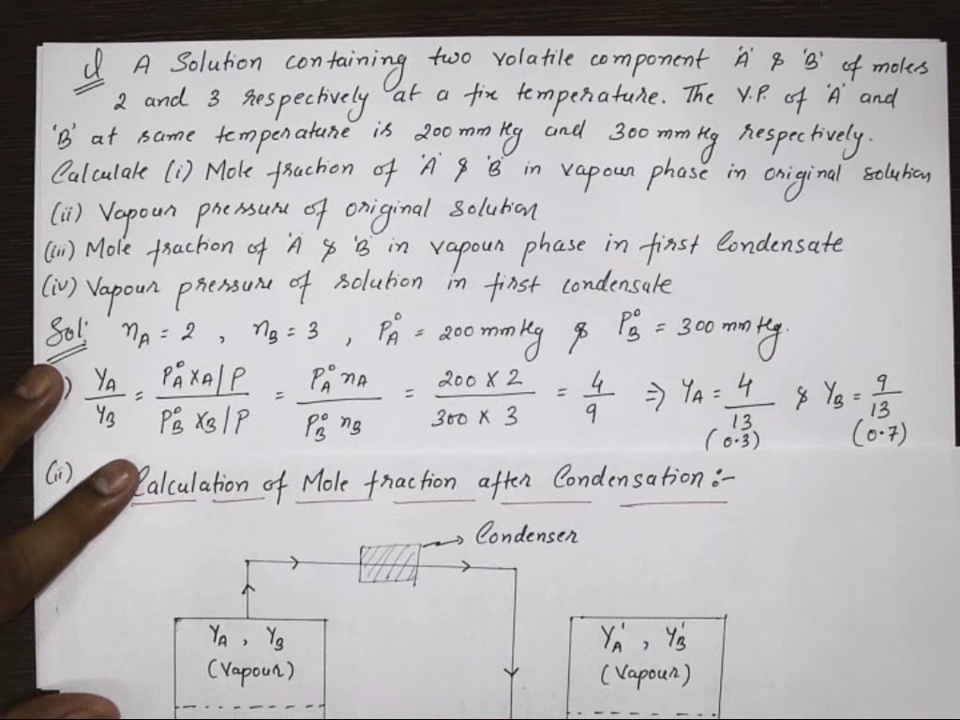 Q A Solution containing two volatile component 'A' & 'B' of moles
2 and 3 respectively at a fix temperature. The V.P. of 'A' and
'B' at same temperature is 200 mm Hg and 300 mm Hg respectively.
Calculate (i) Mole fraction of 'A' & 'B' in vapour phase in original solution
(ii) Vapour pressure of original solution
(iii) Mole fraction of 'A' & 'B' in vapour phase in first Condensate
(iv) Vapour pressure of solution in first condensate
Sol: nA = 2 , nB = 3 , P°A = 200 mm Hg & P°B = 300 mm Hg.
) YA/YB = (P°A XA/P)/(P°B XB/P) = (P°A nA)/(P°B nB) = (200 X 2)/(300 X 3) = 4/9 ⇒ YA = 4/13 (0.3) & YB = 9/13 (0.7)
(ii) Calculation of Mole fraction after Condensation :-
→ Condenser
YA , YB
(Vapour)
YA' , YB'
(Vapour)